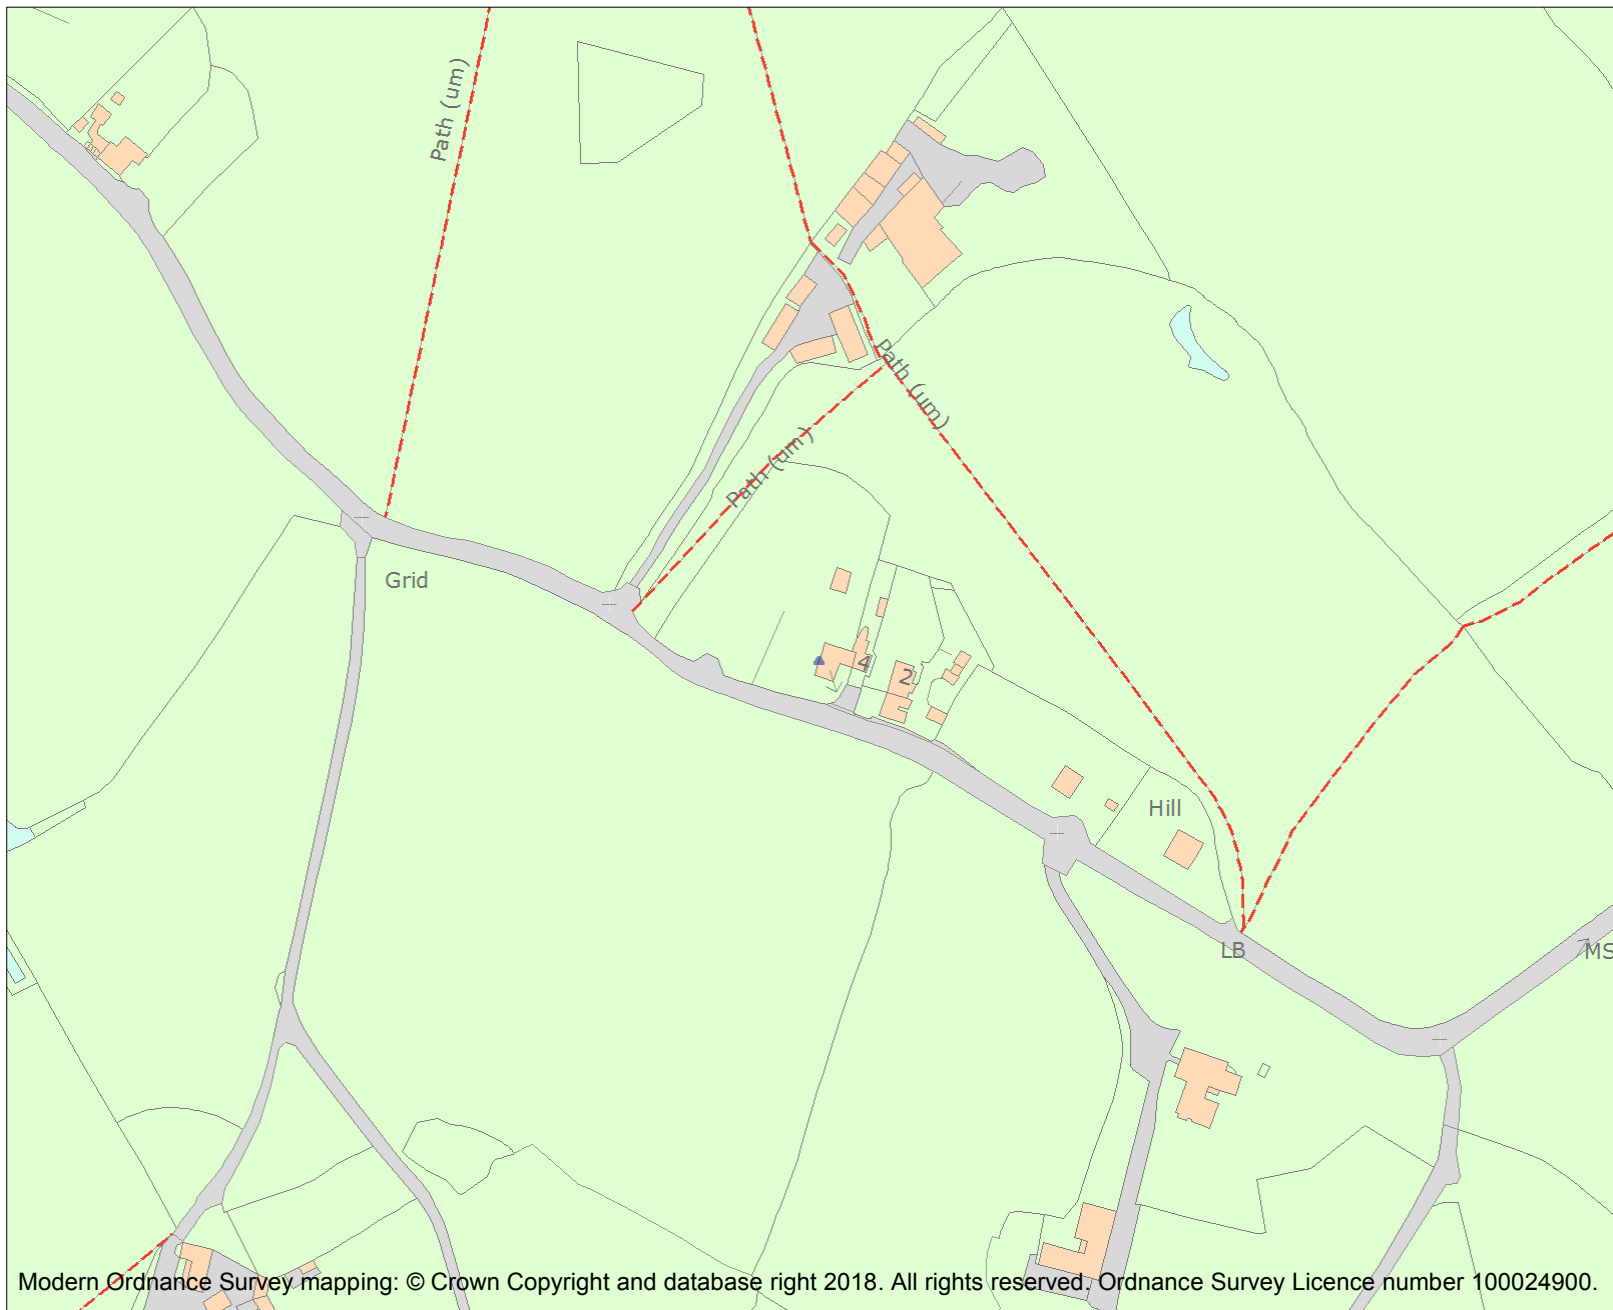 Path (um)
Path (um)
Path (um)
Grid
4
2
Hill
LB
MS
Modern Ordnance Survey mapping: © Crown Copyright and database right 2018. All rights reserved. Ordnance Survey Licence number 100024900.